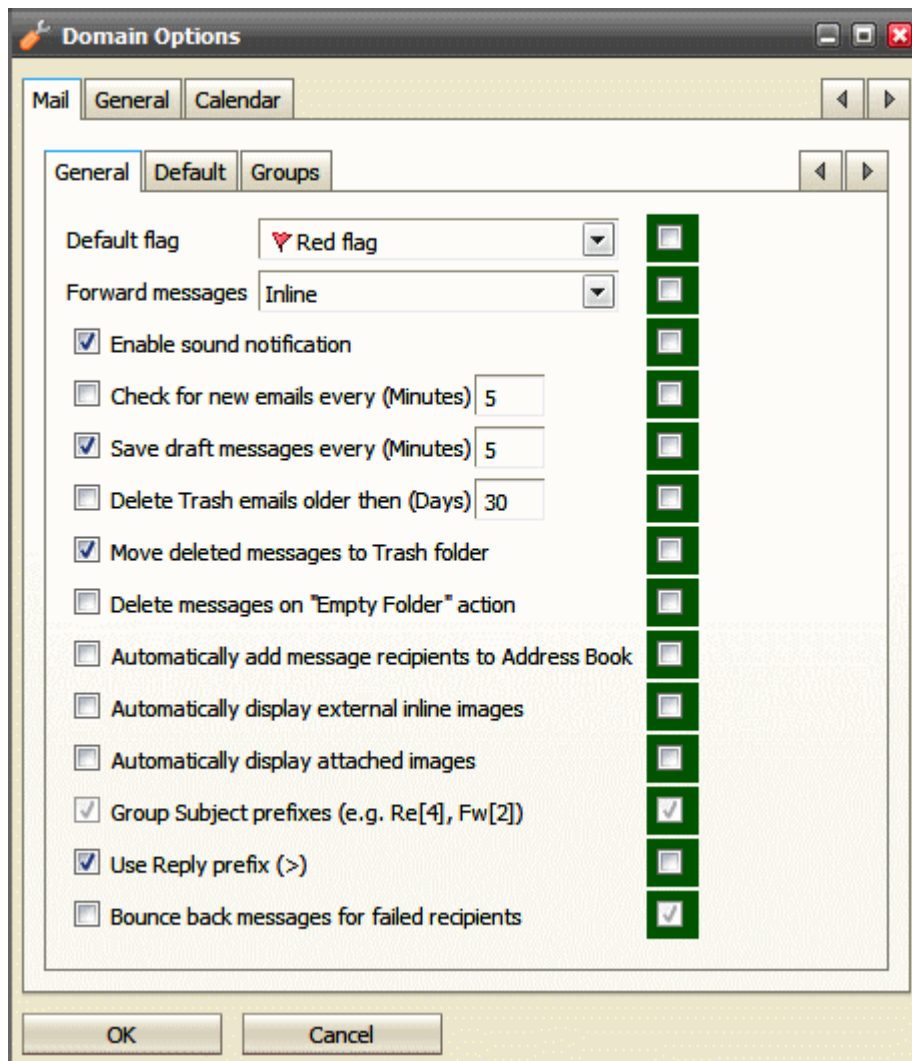 Domain Options
Mail General Calendar
General Default Groups
Default flag Red flag
Forward messages Inline
Enable sound notification
Check for new emails every (Minutes) 5
Save draft messages every (Minutes) 5
Delete Trash emails older then (Days) 30
Move deleted messages to Trash folder
Delete messages on "Empty Folder" action
Automatically add message recipients to Address Book
Automatically display external inline images
Automatically display attached images
Group Subject prefixes (e.g. Re[4], Fw[2])
Use Reply prefix (>)
Bounce back messages for failed recipients
OK Cancel